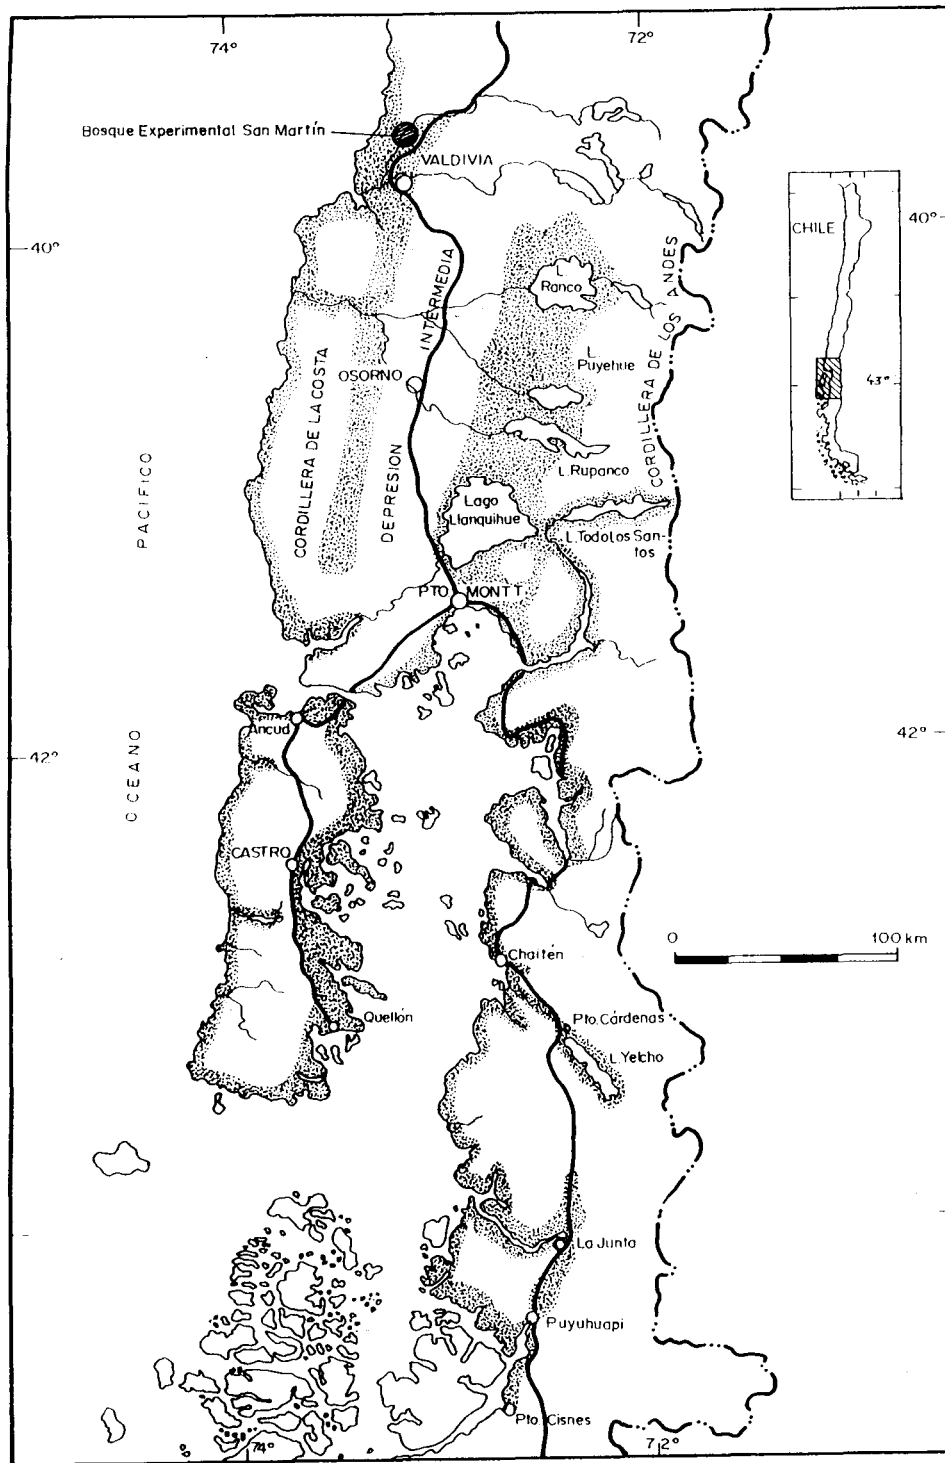 74°
72°
Bosque Experimental San Martín
VALDIVIA
CHILE
40°
40°
L.
Ranco
INTERMEDIA
CORDILLERA DE LOS ANDES
L.
Puyehue
OSORNO
43°
CORDILLERA DE LA COSTA
DEPRESION
L. Rupanco
PACIFICO
Lago
Llanquihue
L. Todo los San-
tos
PTO. MONTT
Ancud
42°
42°
OCEANO
CASTRO
0 100 km
Chaitén
Quellón
Pto. Cárdenas
L. Yelcho
La Junta
Puyuhuapi
Pto. Cisnes
74°
72°